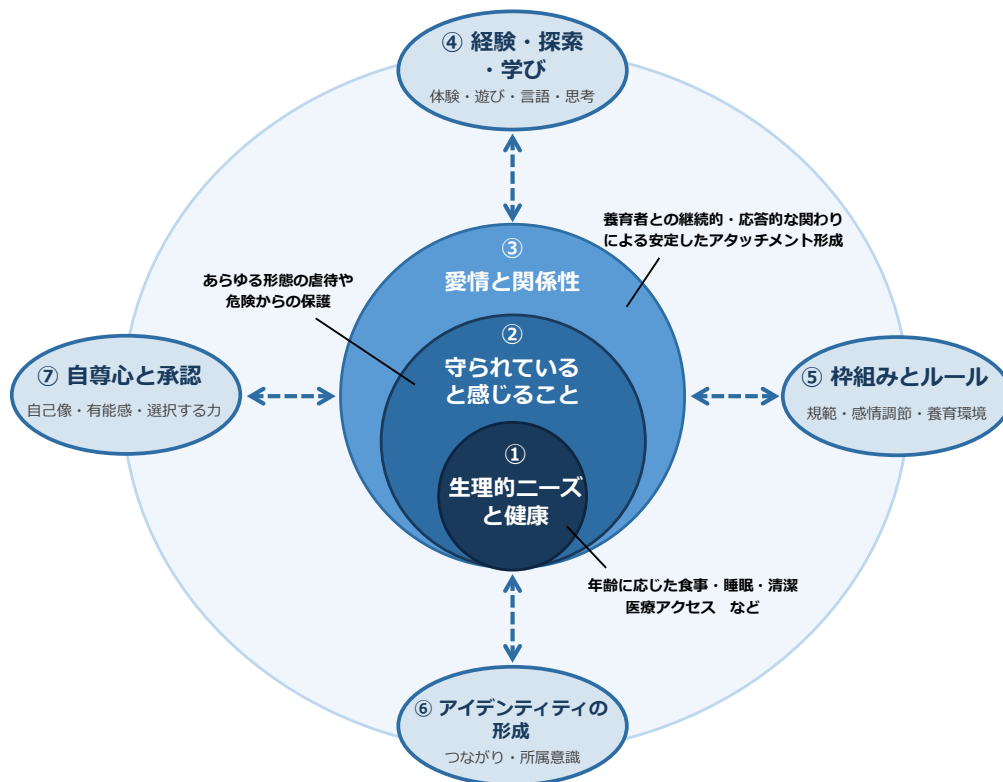 ④ 経験・探索
・学び
体験・遊び・言語・思考
養育者との継続的・応答的な関わり
による安定したアタッチメント形成
③
愛情と関係性
あらゆる形態の虐待や
危険からの保護
②
守られている
と感じること
⑦ 自尊心と承認
自己像・有能感・選択する力
⑤ 枠組みとルール
規範・感情調節・養育環境
①
生理的ニーズ
と健康
年齢に応じた食事・睡眠・清潔
医療アクセス　など
⑥ アイデンティティの
形成
つながり・所属意識